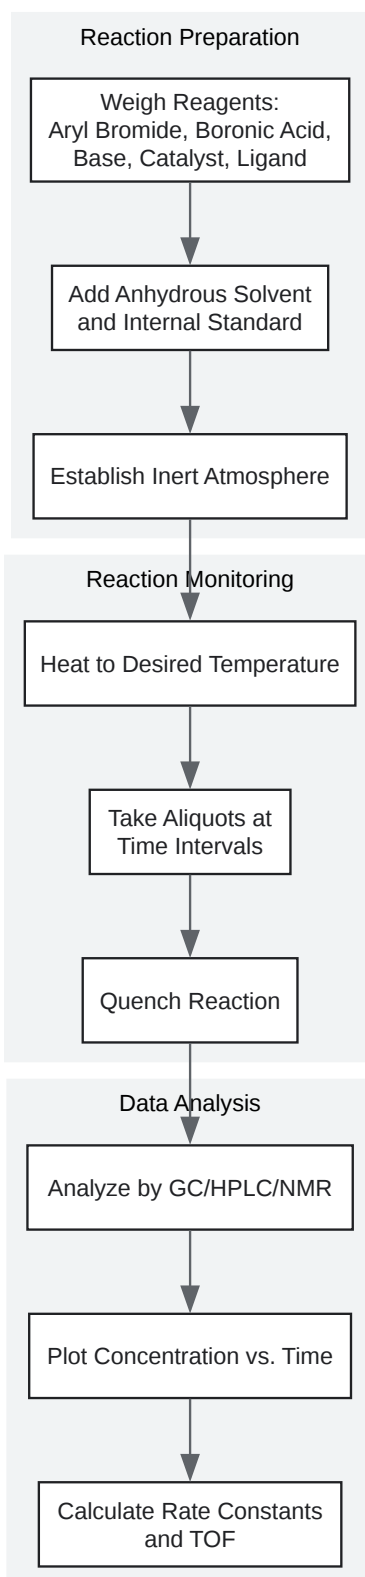 Reaction Preparation
Weigh Reagents:
Aryl Bromide, Boronic Acid,
Base, Catalyst, Ligand
Add Anhydrous Solvent
and Internal Standard
Establish Inert Atmosphere
Reaction Monitoring
Heat to Desired Temperature
Take Aliquots at
Time Intervals
Quench Reaction
Data Analysis
Analyze by GC/HPLC/NMR
Plot Concentration vs. Time
Calculate Rate Constants
and TOF